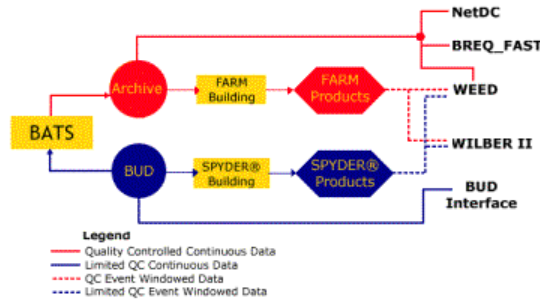 NetDC
BREQ_FAST
WEED
WILBER II
BUD
Interface
Archive
FARM
Building
FARM
Products
BATS
BUD
SPYDER®
Building
SPYDER®
Products
Legend
Quality Controlled Continuous Data
Limited QC Continuous Data
QC Event Windowed Data
Limited QC Event Windowed Data